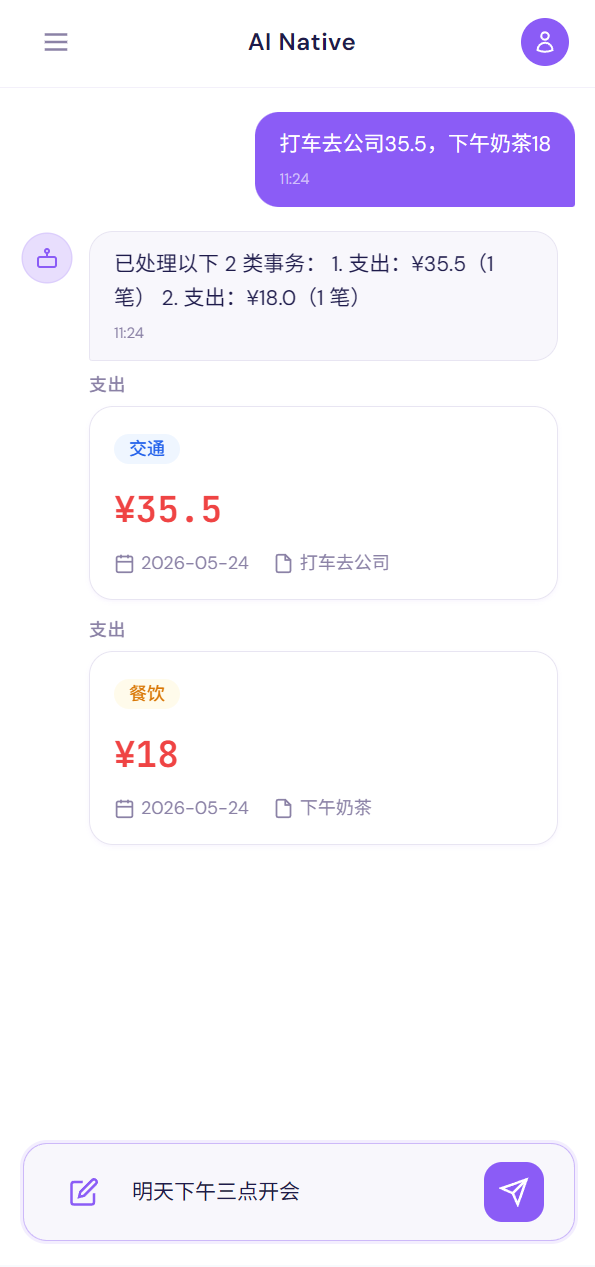 AI Native
打车去公司35.5，下午奶茶18
11:24
已处理以下 2 类事务： 1. 支出：¥35.5（1
笔） 2. 支出：¥18.0（1 笔）
11:24
支出
交通
¥35.5
2026-05-24 打车去公司
支出
餐饮
¥18
2026-05-24 下午奶茶
明天下午三点开会